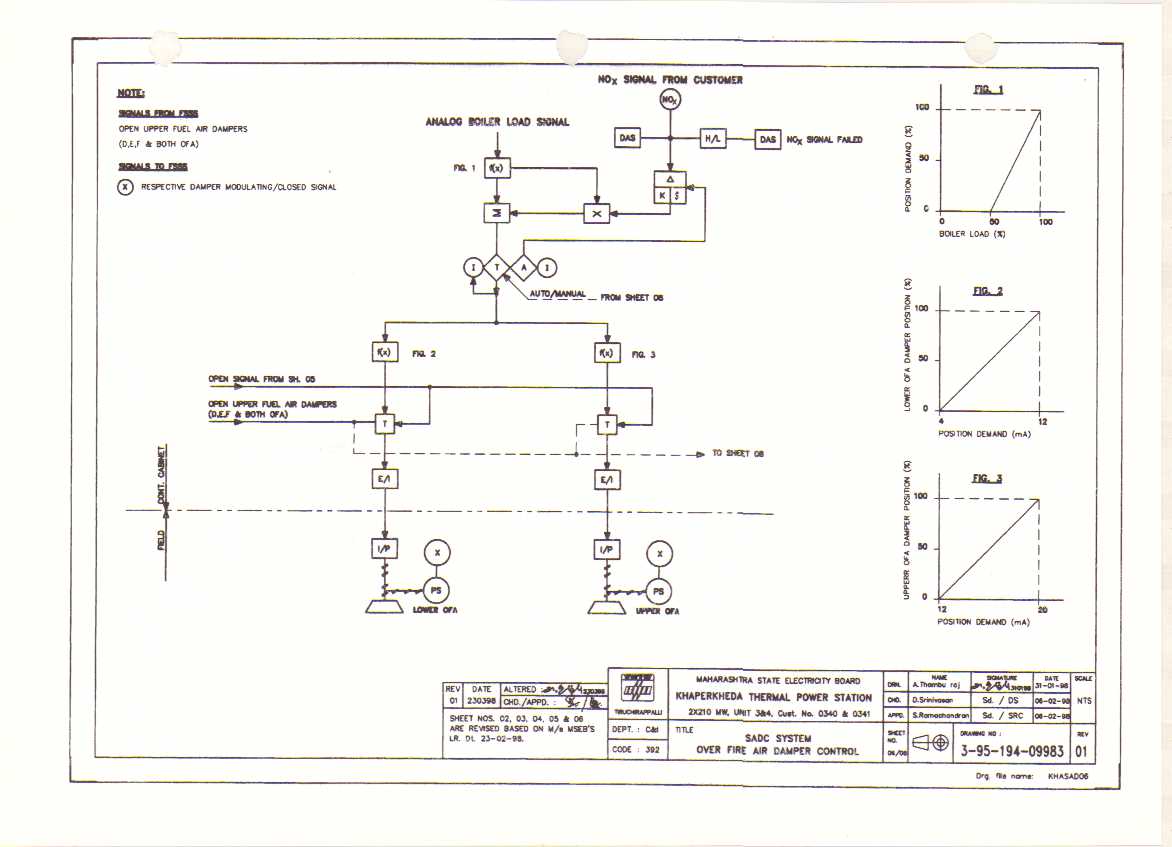 NOTE:
SIGNALS FROM FSSS
OPEN UPPER FUEL AIR DAMPERS
(D,E,F & BOTH OFA)
SIGNALS TO FSSS
X RESPECTIVE DAMPER MODULATING/CLOSED SIGNAL
NOX SIGNAL FROM CUSTOMER
NOX
ANALOG BOILER LOAD SIGNAL
DAS
H/L
DAS
NOX SIGNAL FAILED
FIG. 1
f(x)
Δ
K
M
X
I
T
A
I
AUTO/MANUAL
FROM SHEET 08
f(x)
FIG. 2
f(x)
FIG. 3
OPEN SIGNAL FROM SH. 05
OPEN UPPER FUEL AIR DAMPERS
(D,E,F & BOTH OFA)
T
T
TO SHEET 08
E/I
E/I
CONT. CABINET
FIELD
I/P
X
PS
LOWER OFA
I/P
X
PS
UPPER OFA
FIG. 1
POSITION DEMAND (%)
100
50
0
0
50
100
BOILER LOAD (%)
FIG. 2
LOWER OFA DAMPER POSITION (%)
100
50
0
4
12
POSITION DEMAND (mA)
FIG. 3
UPPERR OFA DAMPER POSITION (%)
100
50
0
12
20
POSITION DEMAND (mA)
REV DATE ALTERED :
01 230398 CHD./APPD. :
SHEET NOS. 02, 03, 04, 05 & 06
ARE REVISED BASED ON M/s MSEB'S
LR. Dt. 23-02-98.
TIRUCHIRAPPALLI
DEPT. : C&I
CODE : 392
MAHARASHTRA STATE ELECTRICITY BOARD
KHAPERKHEDA THERMAL POWER STATION
2X210 MW, UNIT 3&4, Cust. No. 0340 & 0341
TITLE
SADC SYSTEM
OVER FIRE AIR DAMPER CONTROL
NAME SIGNATURE DATE SCALE
DRN. A.Thambu raj 31-01-98
CHD. D.Srinivasan Sd. / DS 06-02-98 NTS
APPD. S.Ramachandran Sd. / SRC 06-02-98
SHEET NO. 06/08
DRAWING NO :
3-95-194-09983
REV
01
Drg. file name: KHASAD06